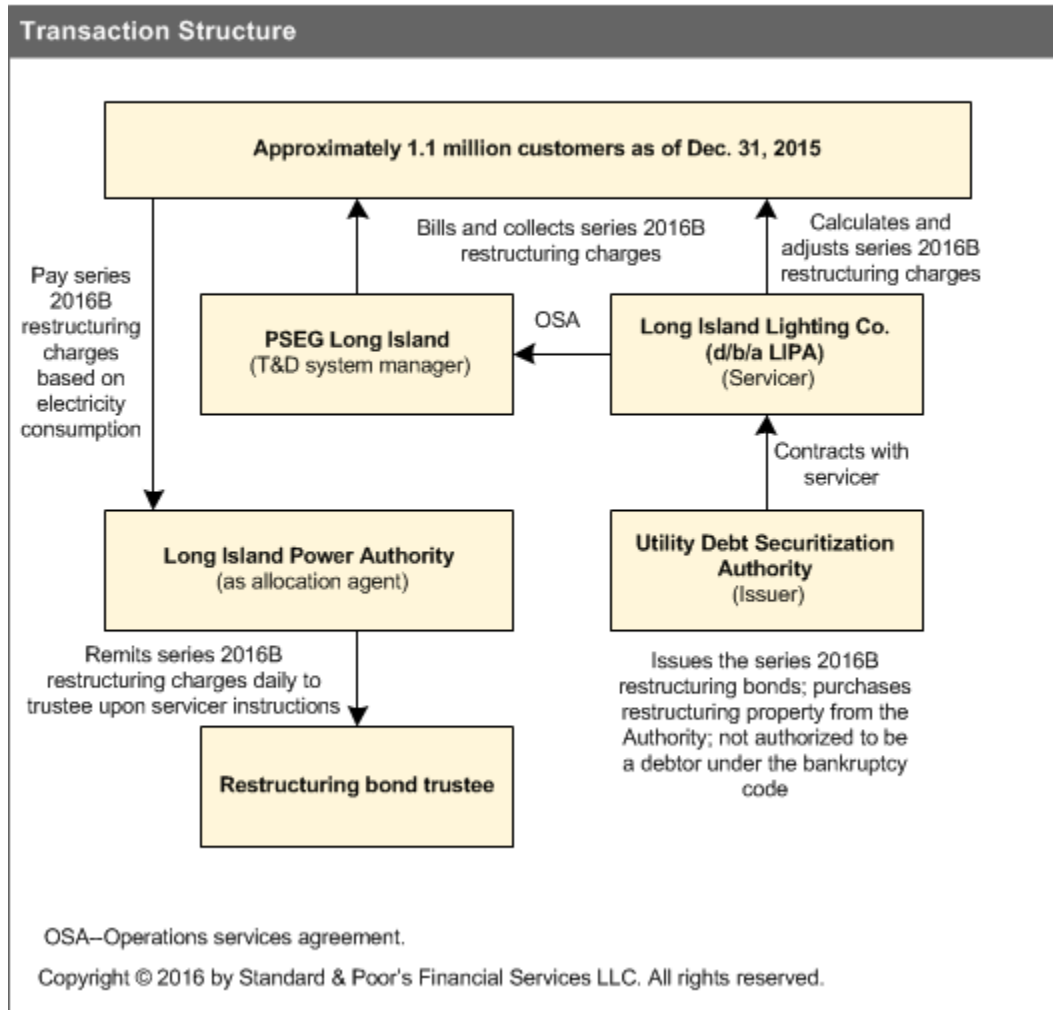 Transaction Structure
Approximately 1.1 million customers as of Dec. 31, 2015
Bills and collects series 2016B
restructuring charges
Calculates and
adjusts series 2016B
restructuring charges
Pay series
2016B
restructuring
charges
based on
electricity
consumption
PSEG Long Island
(T&D system manager)
OSA
Long Island Lighting Co.
(d/b/a LIPA)
(Servicer)
Contracts with
servicer
Long Island Power Authority
(as allocation agent)
Utility Debt Securitization
Authority
(Issuer)
Remits series 2016B
restructuring charges daily to
trustee upon servicer instructions
Issues the series 2016B
restructuring bonds; purchases
restructuring property from the
Authority; not authorized to be
a debtor under the bankruptcy
code
Restructuring bond trustee
OSA--Operations services agreement.
Copyright © 2016 by Standard & Poor's Financial Services LLC. All rights reserved.